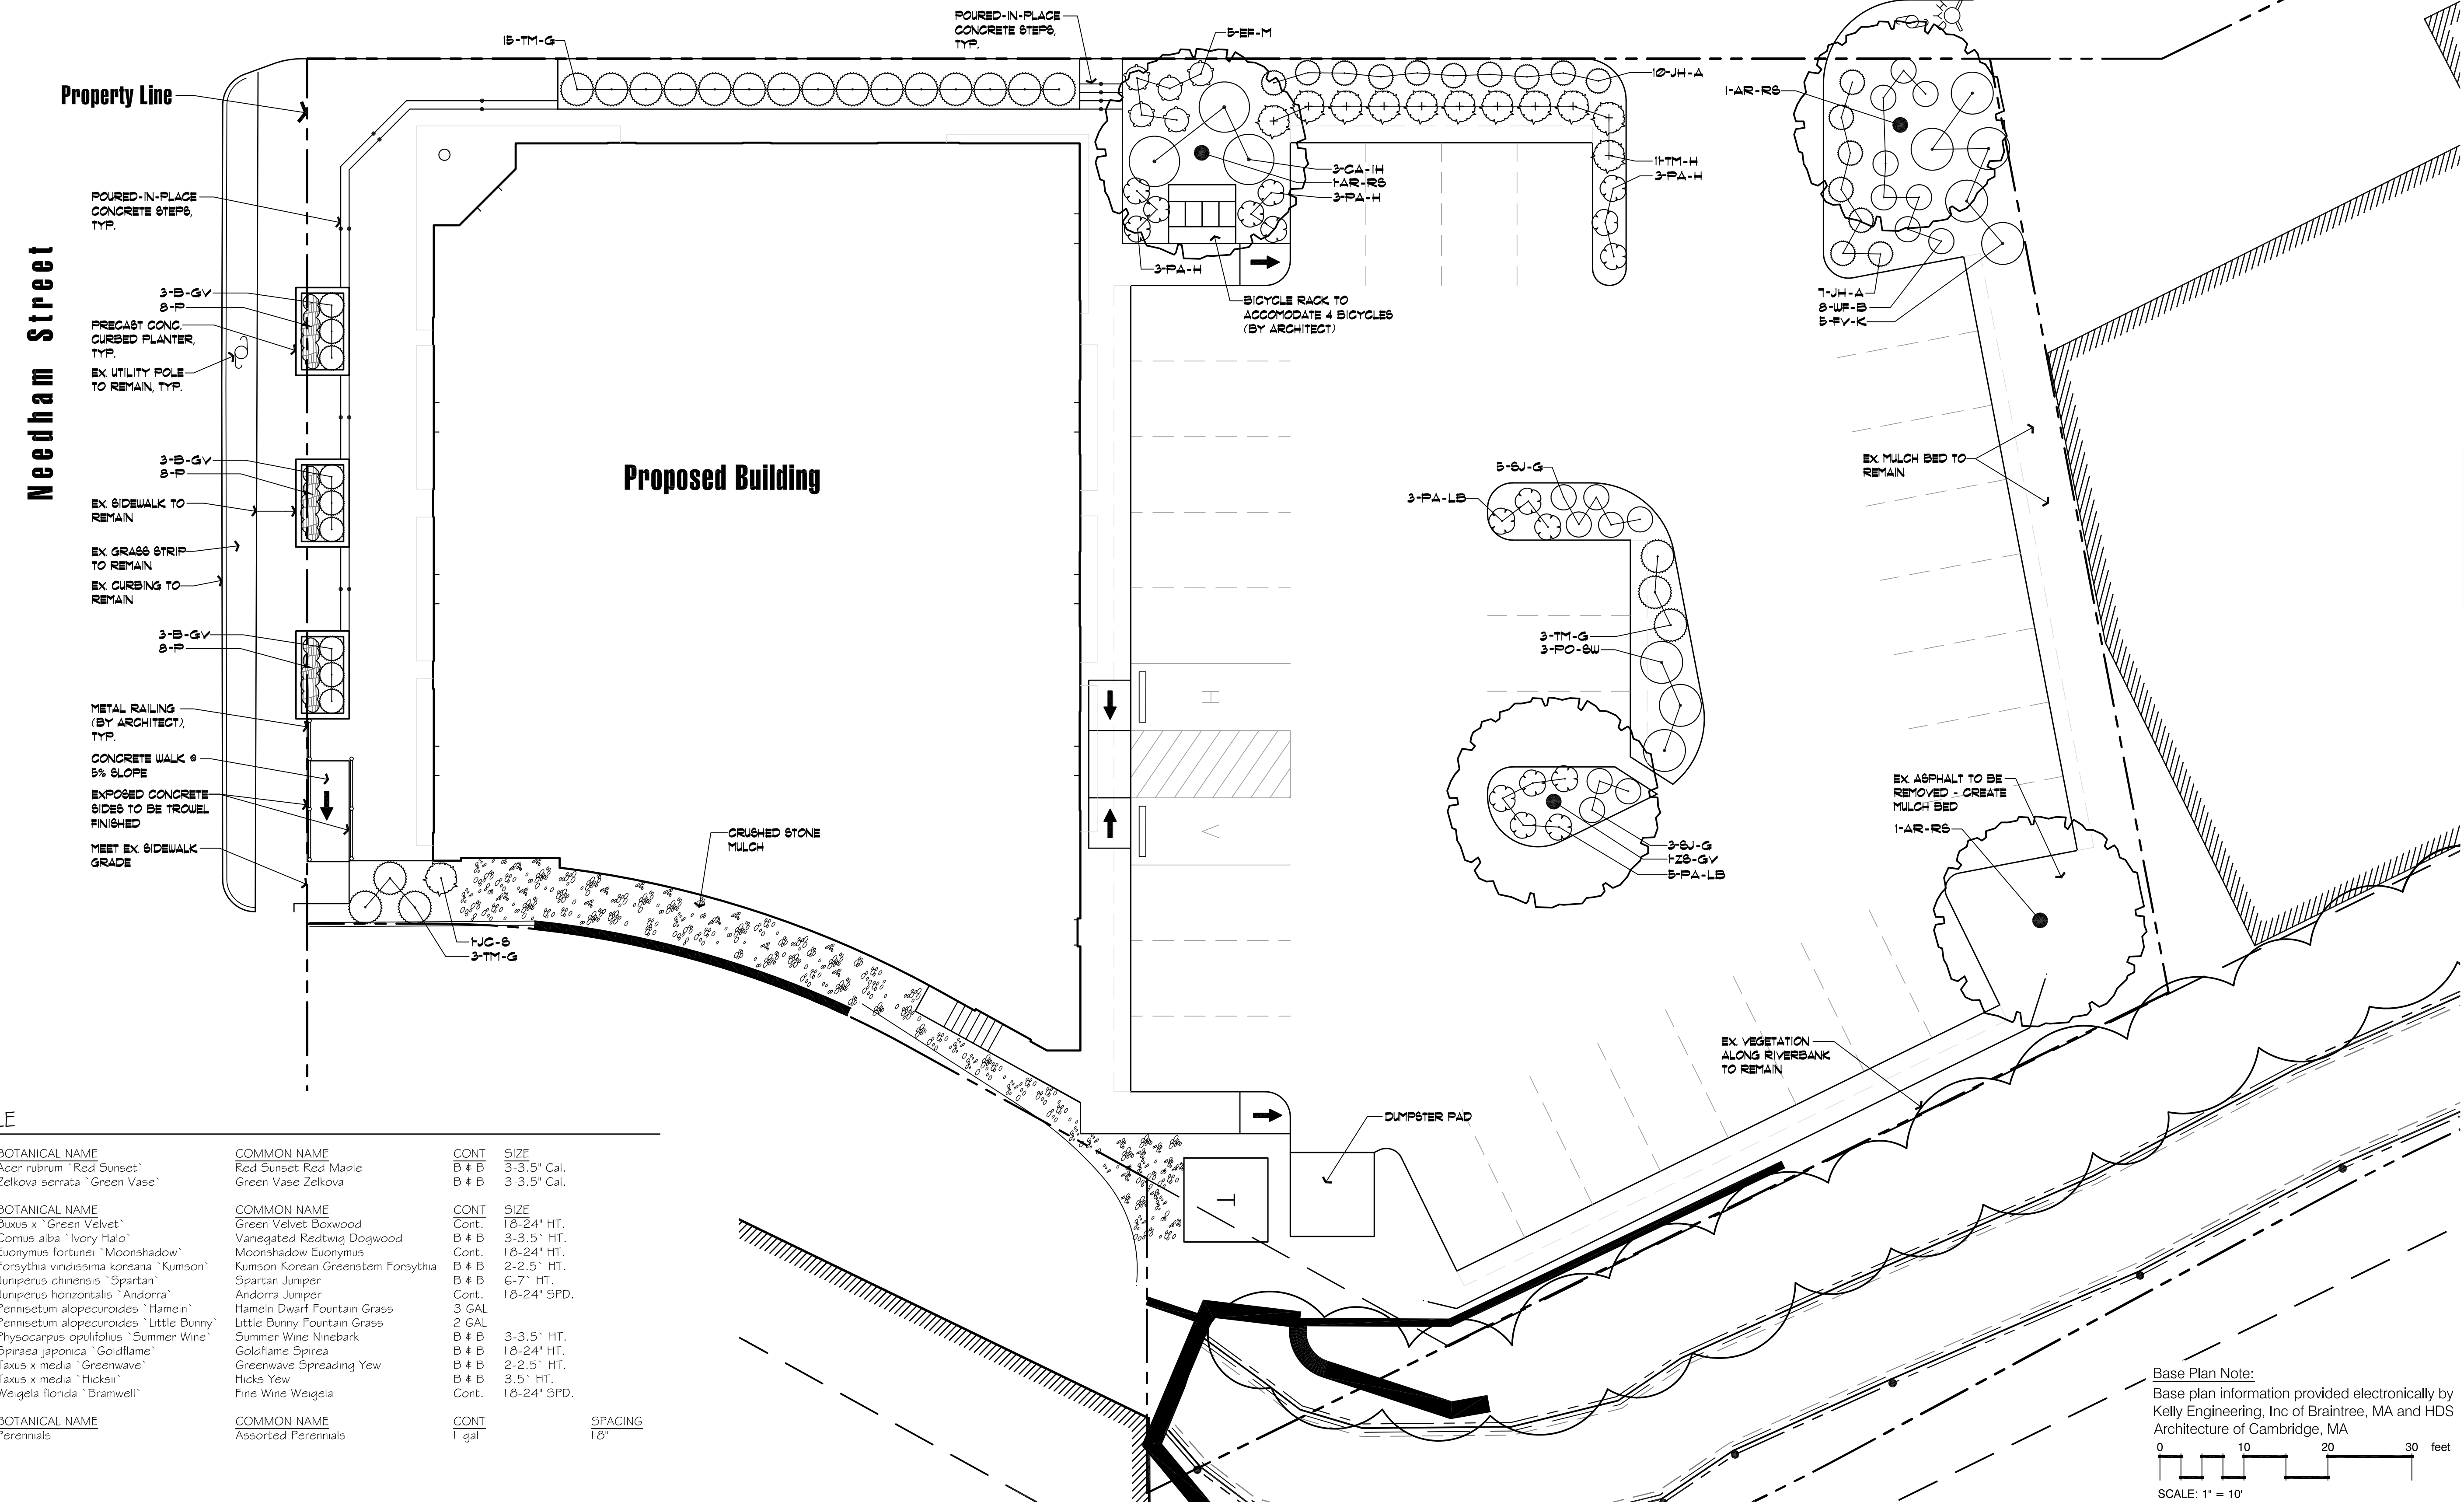 POURED-IN-PLACE
CONCRETE STEPS,
TYP.
15-TM-G
5-EF-M
10-JH-A
Property Line
1-AR-RS
11-TM-H
3-PA-H
3-CA-IH
1-AR-RS
3-PA-H
POURED-IN-PLACE
CONCRETE STEPS,
TYP.
Needham Street
3-PA-H
3-B-GV
8-P
BICYCLE RACK TO
ACCOMODATE 4 BICYCLES
(BY ARCHITECT)
7-JH-A
8-WF-B
5-FV-K
PRECAST CONC.
CURBED PLANTER,
TYP.
EX. UTILITY POLE
TO REMAIN, TYP.
3-B-GV
8-P
Proposed Building
5-SJ-G
3-PA-LB
EX. MULCH BED TO
REMAIN
EX. SIDEWALK TO
REMAIN
EX. GRASS STRIP
TO REMAIN
EX. CURBING TO
REMAIN
3-B-GV
8-P
3-TM-G
3-PO-SW
METAL RAILING
(BY ARCHITECT),
TYP.
H
CONCRETE WALK @
5% SLOPE
EXPOSED CONCRETE
SIDES TO BE TROWEL
FINISHED
MEET EX. SIDEWALK
GRADE
CRUSHED STONE
MULCH
V
EX. ASPHALT TO BE
REMOVED - CREATE
MULCH BED
1-AR-RS
3-SJ-G
1-ZS-GV
5-PA-LB
1-JC-S
3-TM-G
EX. VEGETATION
ALONG RIVERBANK
TO REMAIN
DUMPSTER PAD
T
LE
BOTANICAL NAME COMMON NAME CONT SIZE
Acer rubrum `Red Sunset` Red Sunset Red Maple B & B 3-3.5" Cal.
Zelkova serrata `Green Vase` Green Vase Zelkova B & B 3-3.5" Cal.
BOTANICAL NAME COMMON NAME CONT SIZE
Buxus x `Green Velvet` Green Velvet Boxwood Cont. 18-24" HT.
Cornus alba `Ivory Halo` Variegated Redtwig Dogwood B & B 3-3.5` HT.
Euonymus fortunei `Moonshadow` Moonshadow Euonymus Cont. 18-24" HT.
Forsythia viridissima koreana `Kumson` Kumson Korean Greenstem Forsythia B & B 2-2.5` HT.
Juniperus chinensis `Spartan` Spartan Juniper B & B 6-7` HT.
Juniperus horizontalis `Andorra` Andorra Juniper Cont. 18-24" SPD.
Pennisetum alopecuroides `Hameln` Hameln Dwarf Fountain Grass 3 GAL
Pennisetum alopecuroides `Little Bunny` Little Bunny Fountain Grass 2 GAL
Physocarpus opulifolius `Summer Wine` Summer Wine Ninebark B & B 3-3.5` HT.
Spiraea japonica `Goldflame` Goldflame Spirea B & B 18-24" HT.
Taxus x media `Greenwave` Greenwave Spreading Yew B & B 2-2.5` HT.
Taxus x media `Hicksii` Hicks Yew B & B 3.5` HT.
Weigela florida `Bramwell` Fine Wine Weigela Cont. 18-24" SPD.
BOTANICAL NAME COMMON NAME CONT SPACING
Perennials Assorted Perennials 1 gal 18"
Base Plan Note:
Base plan information provided electronically by
Kelly Engineering, Inc of Braintree, MA and HDS
Architecture of Cambridge, MA
0 10 20 30 feet
SCALE: 1" = 10'